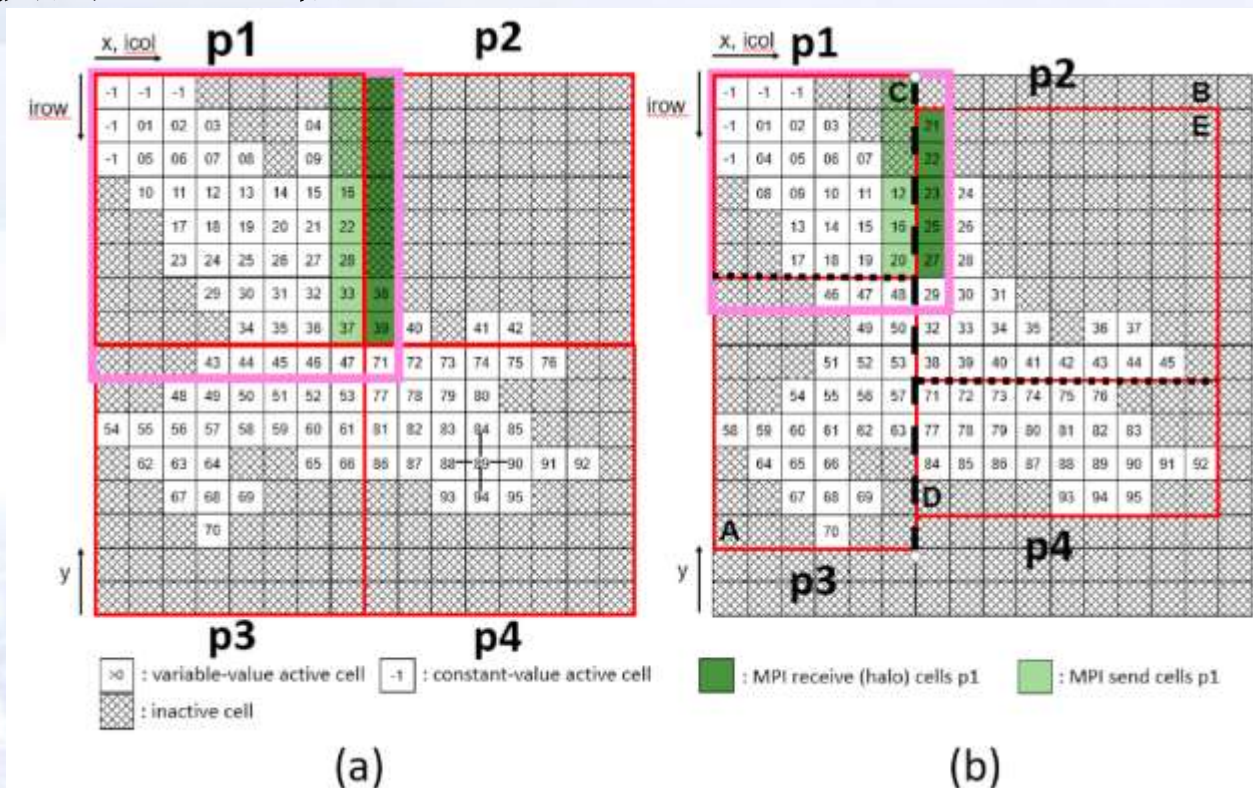 x, icol p1 p2
irow
-1 -1 -1
-1 01 02 03 04
-1 05 06 07 08 09
10 11 12 13 14 15 16
17 18 19 20 21 22
23 24 25 26 27 28
29 30 31 32 33 38
34 35 36 37 39 40 41 42
43 44 45 46 47 71 72 73 74 75 76
48 49 50 51 52 53 77 78 79 80
54 55 56 57 58 59 60 61 81 82 83 84 85
62 63 64 65 66 86 87 88 89 90 91 92
67 68 69 93 94 95
70
y
p3 p4
>0 : variable-value active cell
-1 : constant-value active cell
: inactive cell
(a)
x, icol p1 p2
irow
-1 -1 -1 C B
-1 01 02 03 21 E
-1 04 05 06 07 22
08 09 10 11 12 23 24
13 14 15 16 25 26
17 18 19 20 27 28
46 47 48 29 30 31
49 50 32 33 34 35 36 37
51 52 53 38 39 40 41 42 43 44 45
54 55 56 57 71 72 73 74 75 76
58 59 60 61 62 63 77 78 79 80 81 82 83
64 65 66 84 85 86 87 88 89 90 91 92
67 68 69 D 93 94 95
A 70
y
p3 p4
: MPI receive (halo) cells p1
: MPI send cells p1
(b)